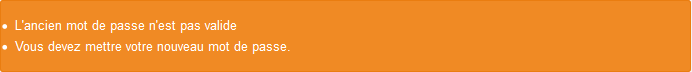 L'ancien mot de passe n'est pas valide
Vous devez mettre votre nouveau mot de passe.